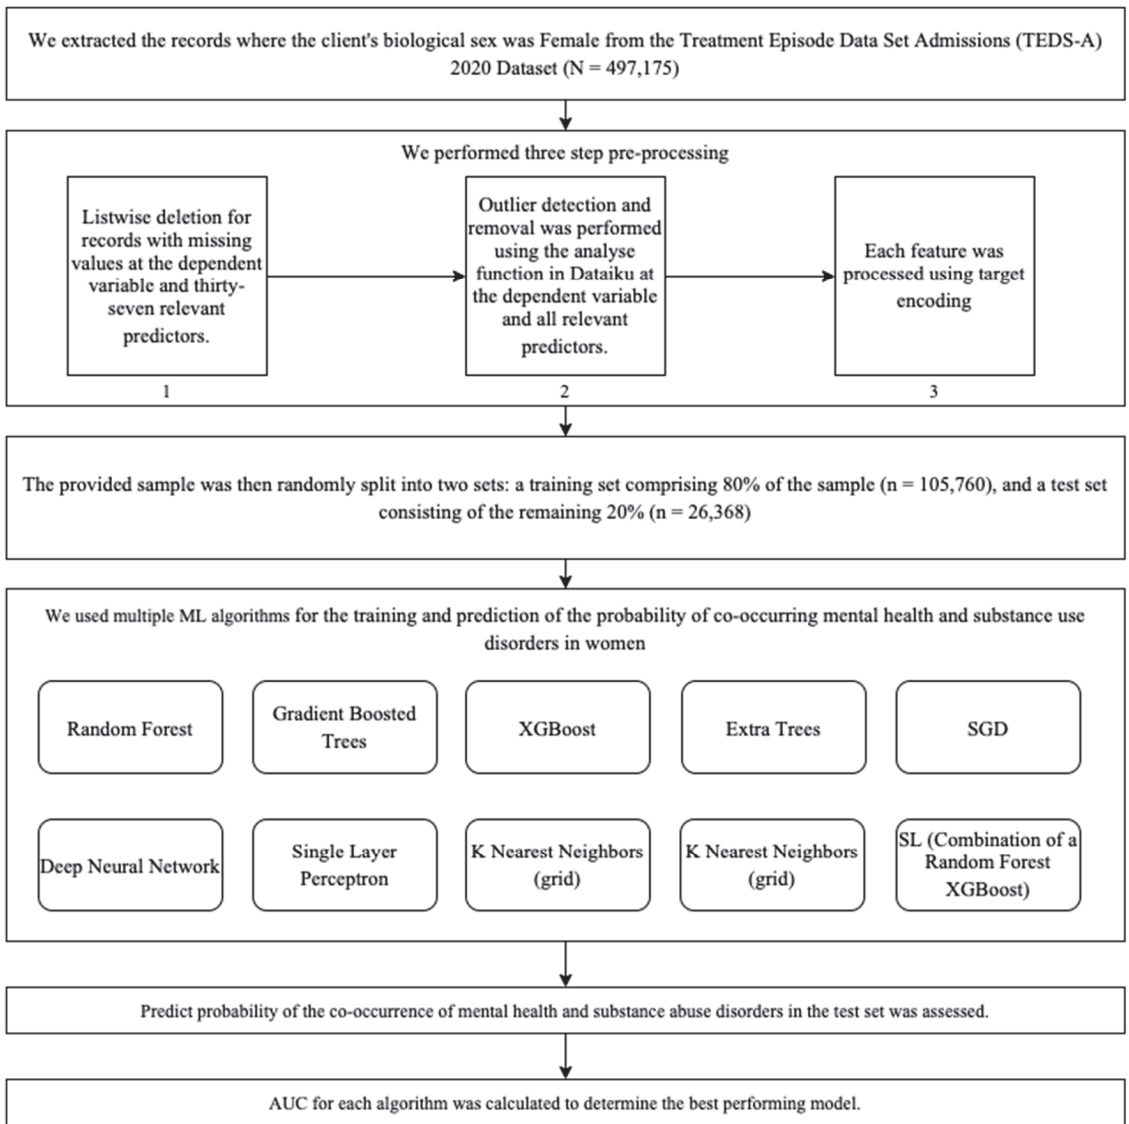 We extracted the records where the client's biological sex was Female from the Treatment Episode Data Set Admissions (TEDS-A)
2020 Dataset (N = 497,175)
We performed three step pre-processing
Listwise deletion for
records with missing
values at the dependent
variable and thirty-
seven relevant
predictors.
1
Outlier detection and
removal was performed
using the analyse
function in Dataiku at
the dependent variable
and all relevant
predictors.
2
Each feature was
processed using target
encoding
3
The provided sample was then randomly split into two sets: a training set comprising 80% of the sample (n = 105,760), and a test set
consisting of the remaining 20% (n = 26,368)
We used multiple ML algorithms for the training and prediction of the probability of co-occurring mental health and substance use
disorders in women
Random Forest
Gradient Boosted
Trees
XGBoost
Extra Trees
SGD
Deep Neural Network
Single Layer
Perceptron
K Nearest Neighbors
(grid)
K Nearest Neighbors
(grid)
SL (Combination of a
Random Forest
XGBoost)
Predict probability of the co-occurrence of mental health and substance abuse disorders in the test set was assessed.
AUC for each algorithm was calculated to determine the best performing model.